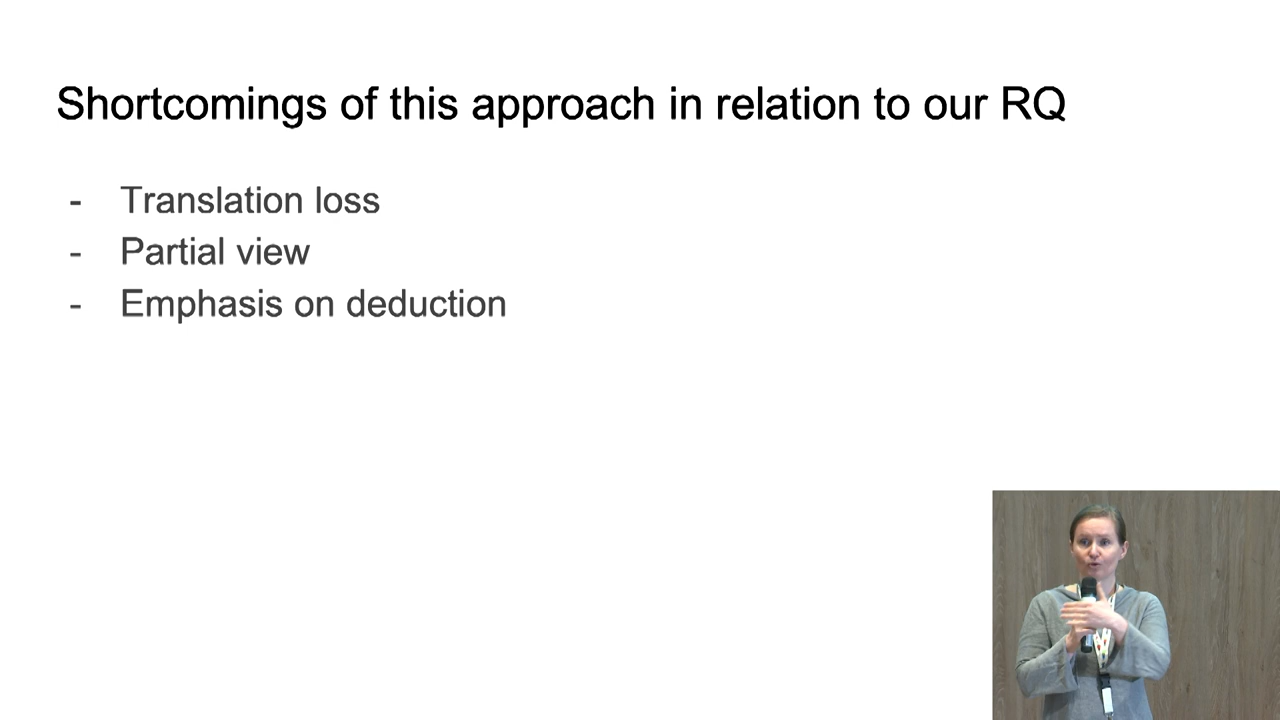 Shortcomings of this approach in relation to our RQ
- Translation loss
- Partial view
- Emphasis on deduction